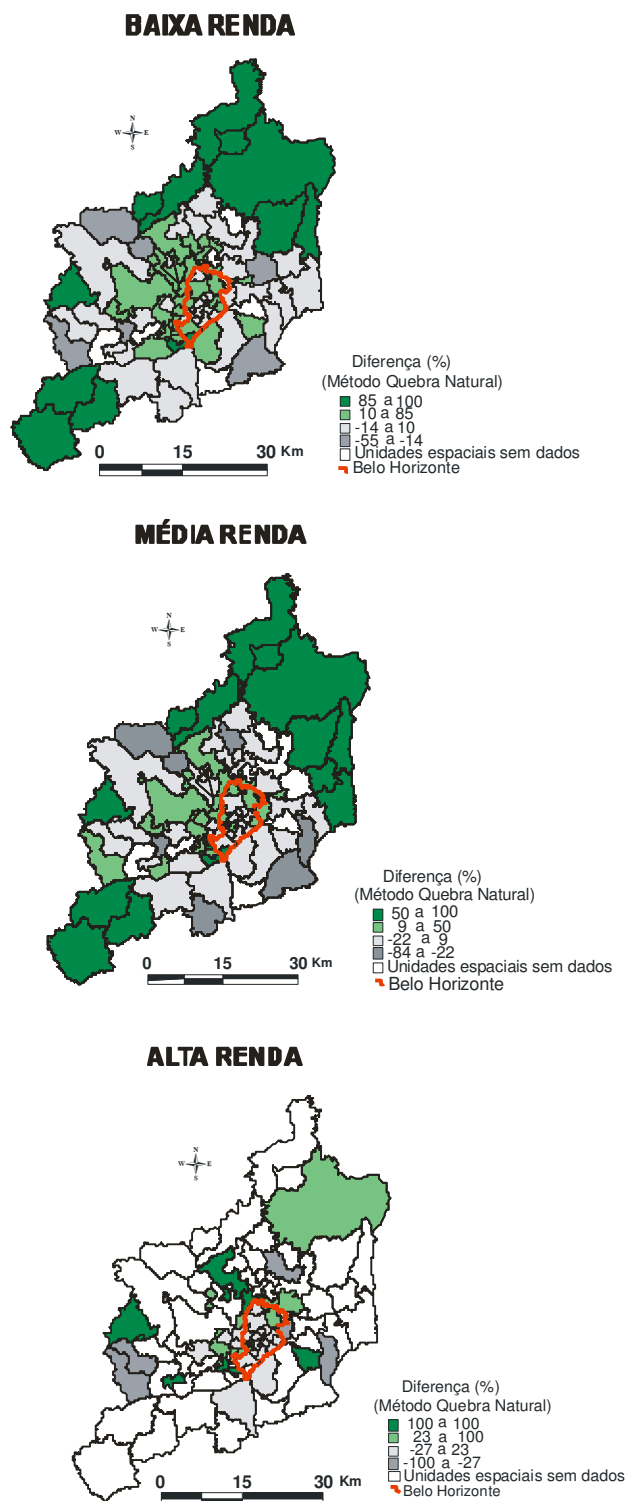 BAIXA RENDA
N
W E
S
Diferença (%)
(Método Quebra Natural)
85 a 100
10 a 85
-14 a 10
-55 a -14
Unidades espaciais sem dados
Belo Horizonte
0 15 30 Km
MÉDIA RENDA
N
W E
S
Diferença (%)
(Método Quebra Natural)
50 a 100
9 a 50
-22 a 9
-84 a -22
Unidades espaciais sem dados
Belo Horizonte
0 15 30 Km
ALTA RENDA
N
W E
S
Diferença (%)
(Método Quebra Natural)
100 a 100
23 a 100
-27 a 23
-100 a -27
Unidades espaciais sem dados
Belo Horizonte
0 15 30 Km